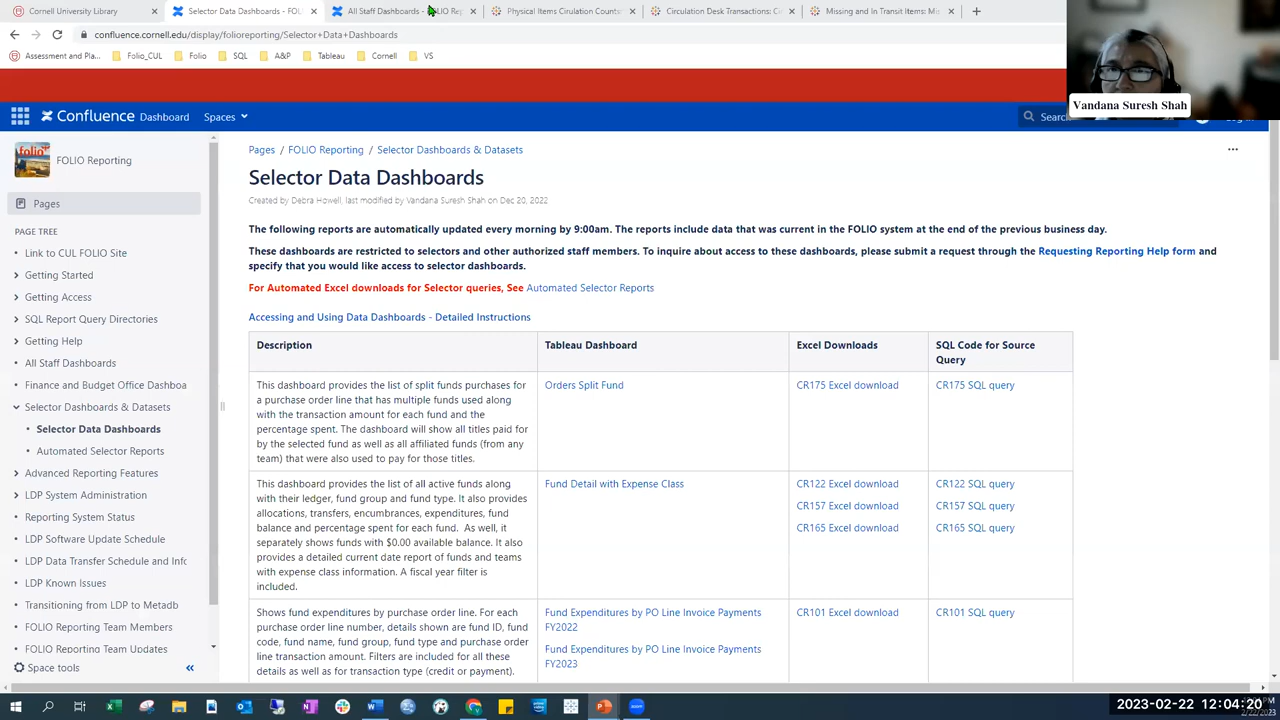 Cornell University Library
Selector Data Dashboards - FOL
All Staff Dashboards - FOLIO Rep
Physical Items Cirulation Counts
Circulation Desk Transactions: C
Missing and In Transit Items: Mi
confluence.cornell.edu/display/folioreporting/Selector+Data+Dashboards
Assessment and Pla...
Folio_CUL
Folio
SQL
A&P
Tableau
Cornell
VS
Vandana Suresh Shah
Confluence
Dashboard
Spaces
Search
FOLIO Reporting
Pages
PAGE TREE
Link to CUL FOLIO Site
Getting Started
Getting Access
SQL Report Query Directories
Getting Help
All Staff Dashboards
Finance and Budget Office Dashboa
Selector Dashboards & Datasets
Selector Data Dashboards
Automated Selector Reports
Advanced Reporting Features
LDP System Administration
Reporting System Status
LDP Software Update Schedule
LDP Data Transfer Schedule and Info
LDP Known Issues
Transitioning from LDP to Metadb
FOLIO Reporting Team Members
FOLIO Reporting Team Updates
Space tools
Pages / FOLIO Reporting / Selector Dashboards & Datasets
Selector Data Dashboards
Created by Debra Howell, last modified by Vandana Suresh Shah on Dec 20, 2022
The following reports are automatically updated every morning by 9:00am. The reports include data that was current in the FOLIO system at the end of the previous business day.
These dashboards are restricted to selectors and other authorized staff members. To inquire about access to these dashboards, please submit a request through the Requesting Reporting Help form and
specify that you would like access to selector dashboards.
For Automated Excel downloads for Selector queries, See Automated Selector Reports
Accessing and Using Data Dashboards - Detailed Instructions
Description
Tableau Dashboard
Excel Downloads
SQL Code for Source
Query
This dashboard provides the list of split funds purchases for
a purchase order line that has multiple funds used along
with the transaction amount for each fund and the
percentage spent. The dashboard will show all titles paid for
by the selected fund as well as all affiliated funds (from any
team) that were also used to pay for those titles.
Orders Split Fund
CR175 Excel download
CR175 SQL query
This dashboard provides the list of all active funds along
with their ledger, fund group and fund type. It also provides
allocations, transfers, encumbrances, expenditures, fund
balance and percentage spent for each fund. As well, it
separately shows funds with $0.00 available balance. It also
provides a detailed current date report of funds and teams
with expense class information. A fiscal year filter is
included.
Fund Detail with Expense Class
CR122 Excel download
CR157 Excel download
CR165 Excel download
CR122 SQL query
CR157 SQL query
CR165 SQL query
Shows fund expenditures by purchase order line. For each
purchase order line number, details shown are fund ID, fund
code, fund name, fund group, fund type and purchase order
line transaction amount. Filters are included for all these
details as well as for transaction type (credit or payment).
Fund Expenditures by PO Line Invoice Payments
FY2022
Fund Expenditures by PO Line Invoice Payments
FY2023
CR101 Excel download
CR101 SQL query
2023-02-22 12:04:20